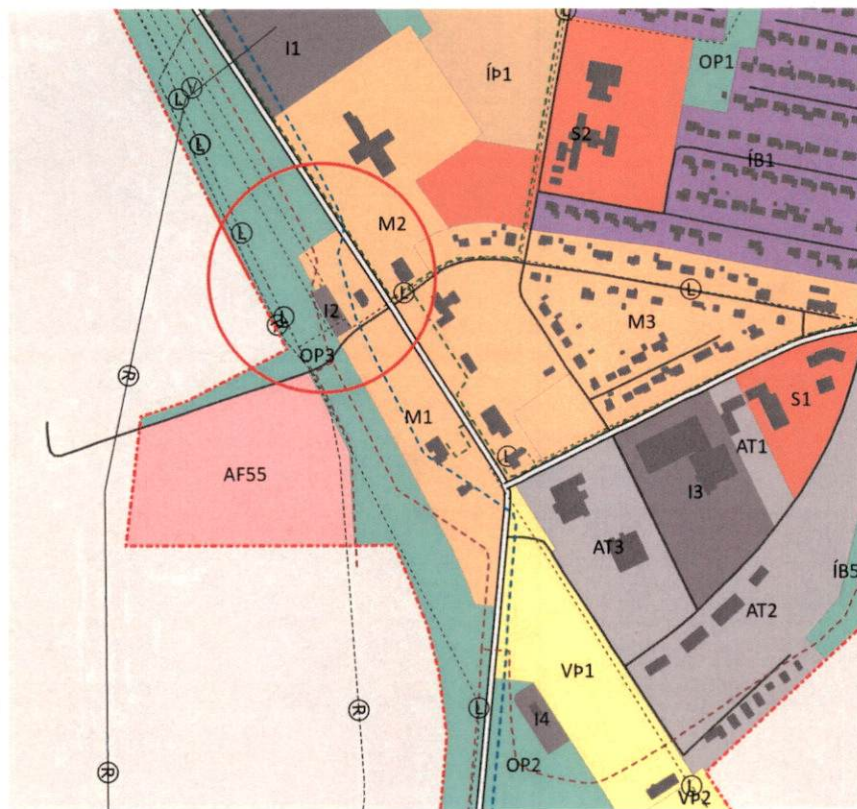 L
I1
OP1
ÍÞ1
L
V
S2
L
ÍB1
M2
L
L
L
I2
M3
L
OP3
R
S1
M1
AT1
L
AF55
I3
AT3
ÍB5
AT2
VÞ1
R
L
I4
OP2
R
L
VÞ2